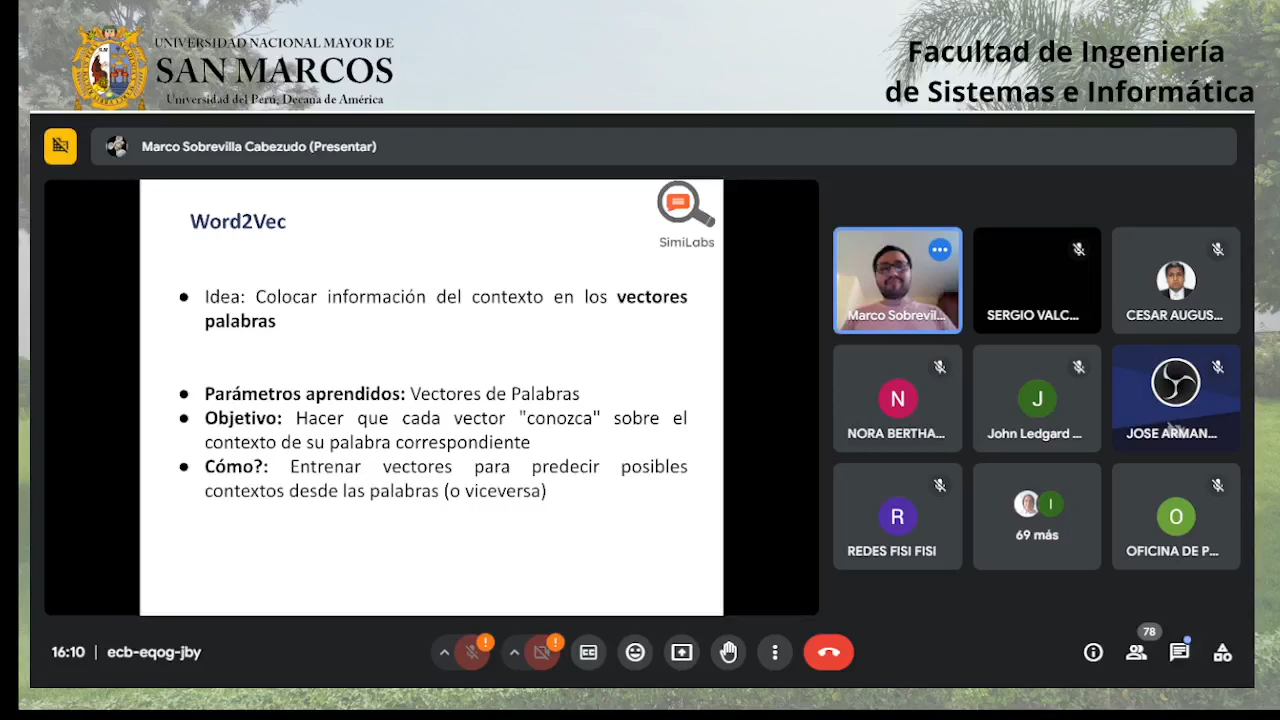 UNIVERSIDAD NACIONAL MAYOR DE
SAN MARCOS
Universidad del Perú, Decana de América
Facultad de Ingeniería
de Sistemas e Informática
Marco Sobrevilla Cabezudo (Presentar)
Word2Vec
SimiLabs
● Idea: Colocar información del contexto en los vectores
palabras
● Parámetros aprendidos: Vectores de Palabras
● Objetivo: Hacer que cada vector "conozca" sobre el
contexto de su palabra correspondiente
● Cómo?: Entrenar vectores para predecir posibles
contextos desde las palabras (o viceversa)
Marco Sobrevil...
SERGIO VALC...
CESAR AUGUS...
N
NORA BERTHA...
J
John Ledgard ...
JOSE ARMAN...
R
REDES FISI FISI
I
69 más
O
OFICINA DE P...
16:10 | ecb-eqog-jby
78